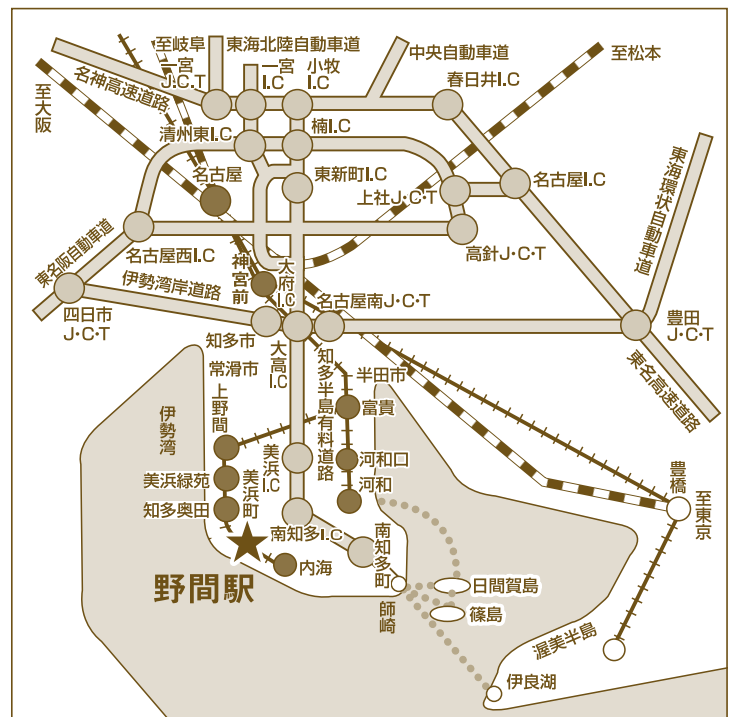 至岐阜
東海北陸自動車道
中央自動車道
至松本
一宮
J.C.T
一宮
I.C
小牧
I.C
春日井I.C
名神高速道路
至大阪
清州東I.C
楠I.C
名古屋
東新町I.C
上社J・C・T
名古屋I.C
東海環状自動車道
東名阪自動車道
名古屋西I.C
高針J・C・T
神宮前
大府I.C
伊勢湾岸道路
名古屋南J・C・T
四日市
J・C・T
豊田
J・C・T
知多市
大高I.C
常滑市
知多半島有料道路
半田市
東名高速道路
上野間
伊勢湾
富貴
美浜I.C
河和口
豊橋
美浜緑苑
美浜町
河和
至東京
知多奥田
南知多I.C
南知多町
内海
野間駅
日間賀島
師崎
篠島
渥美半島
伊良湖